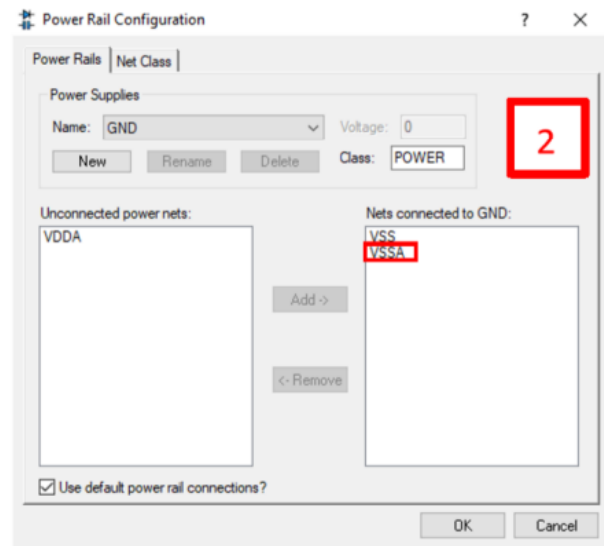 Power Rail Configuration ? ×
Power Rails Net Class
Power Supplies
Name: GND Voltage: 0
New Rename Delete Class: POWER
2
Unconnected power nets: Nets connected to GND:
VDDA VSS
VSSA
Add ->
<- Remove
Use default power rail connections?
OK Cancel